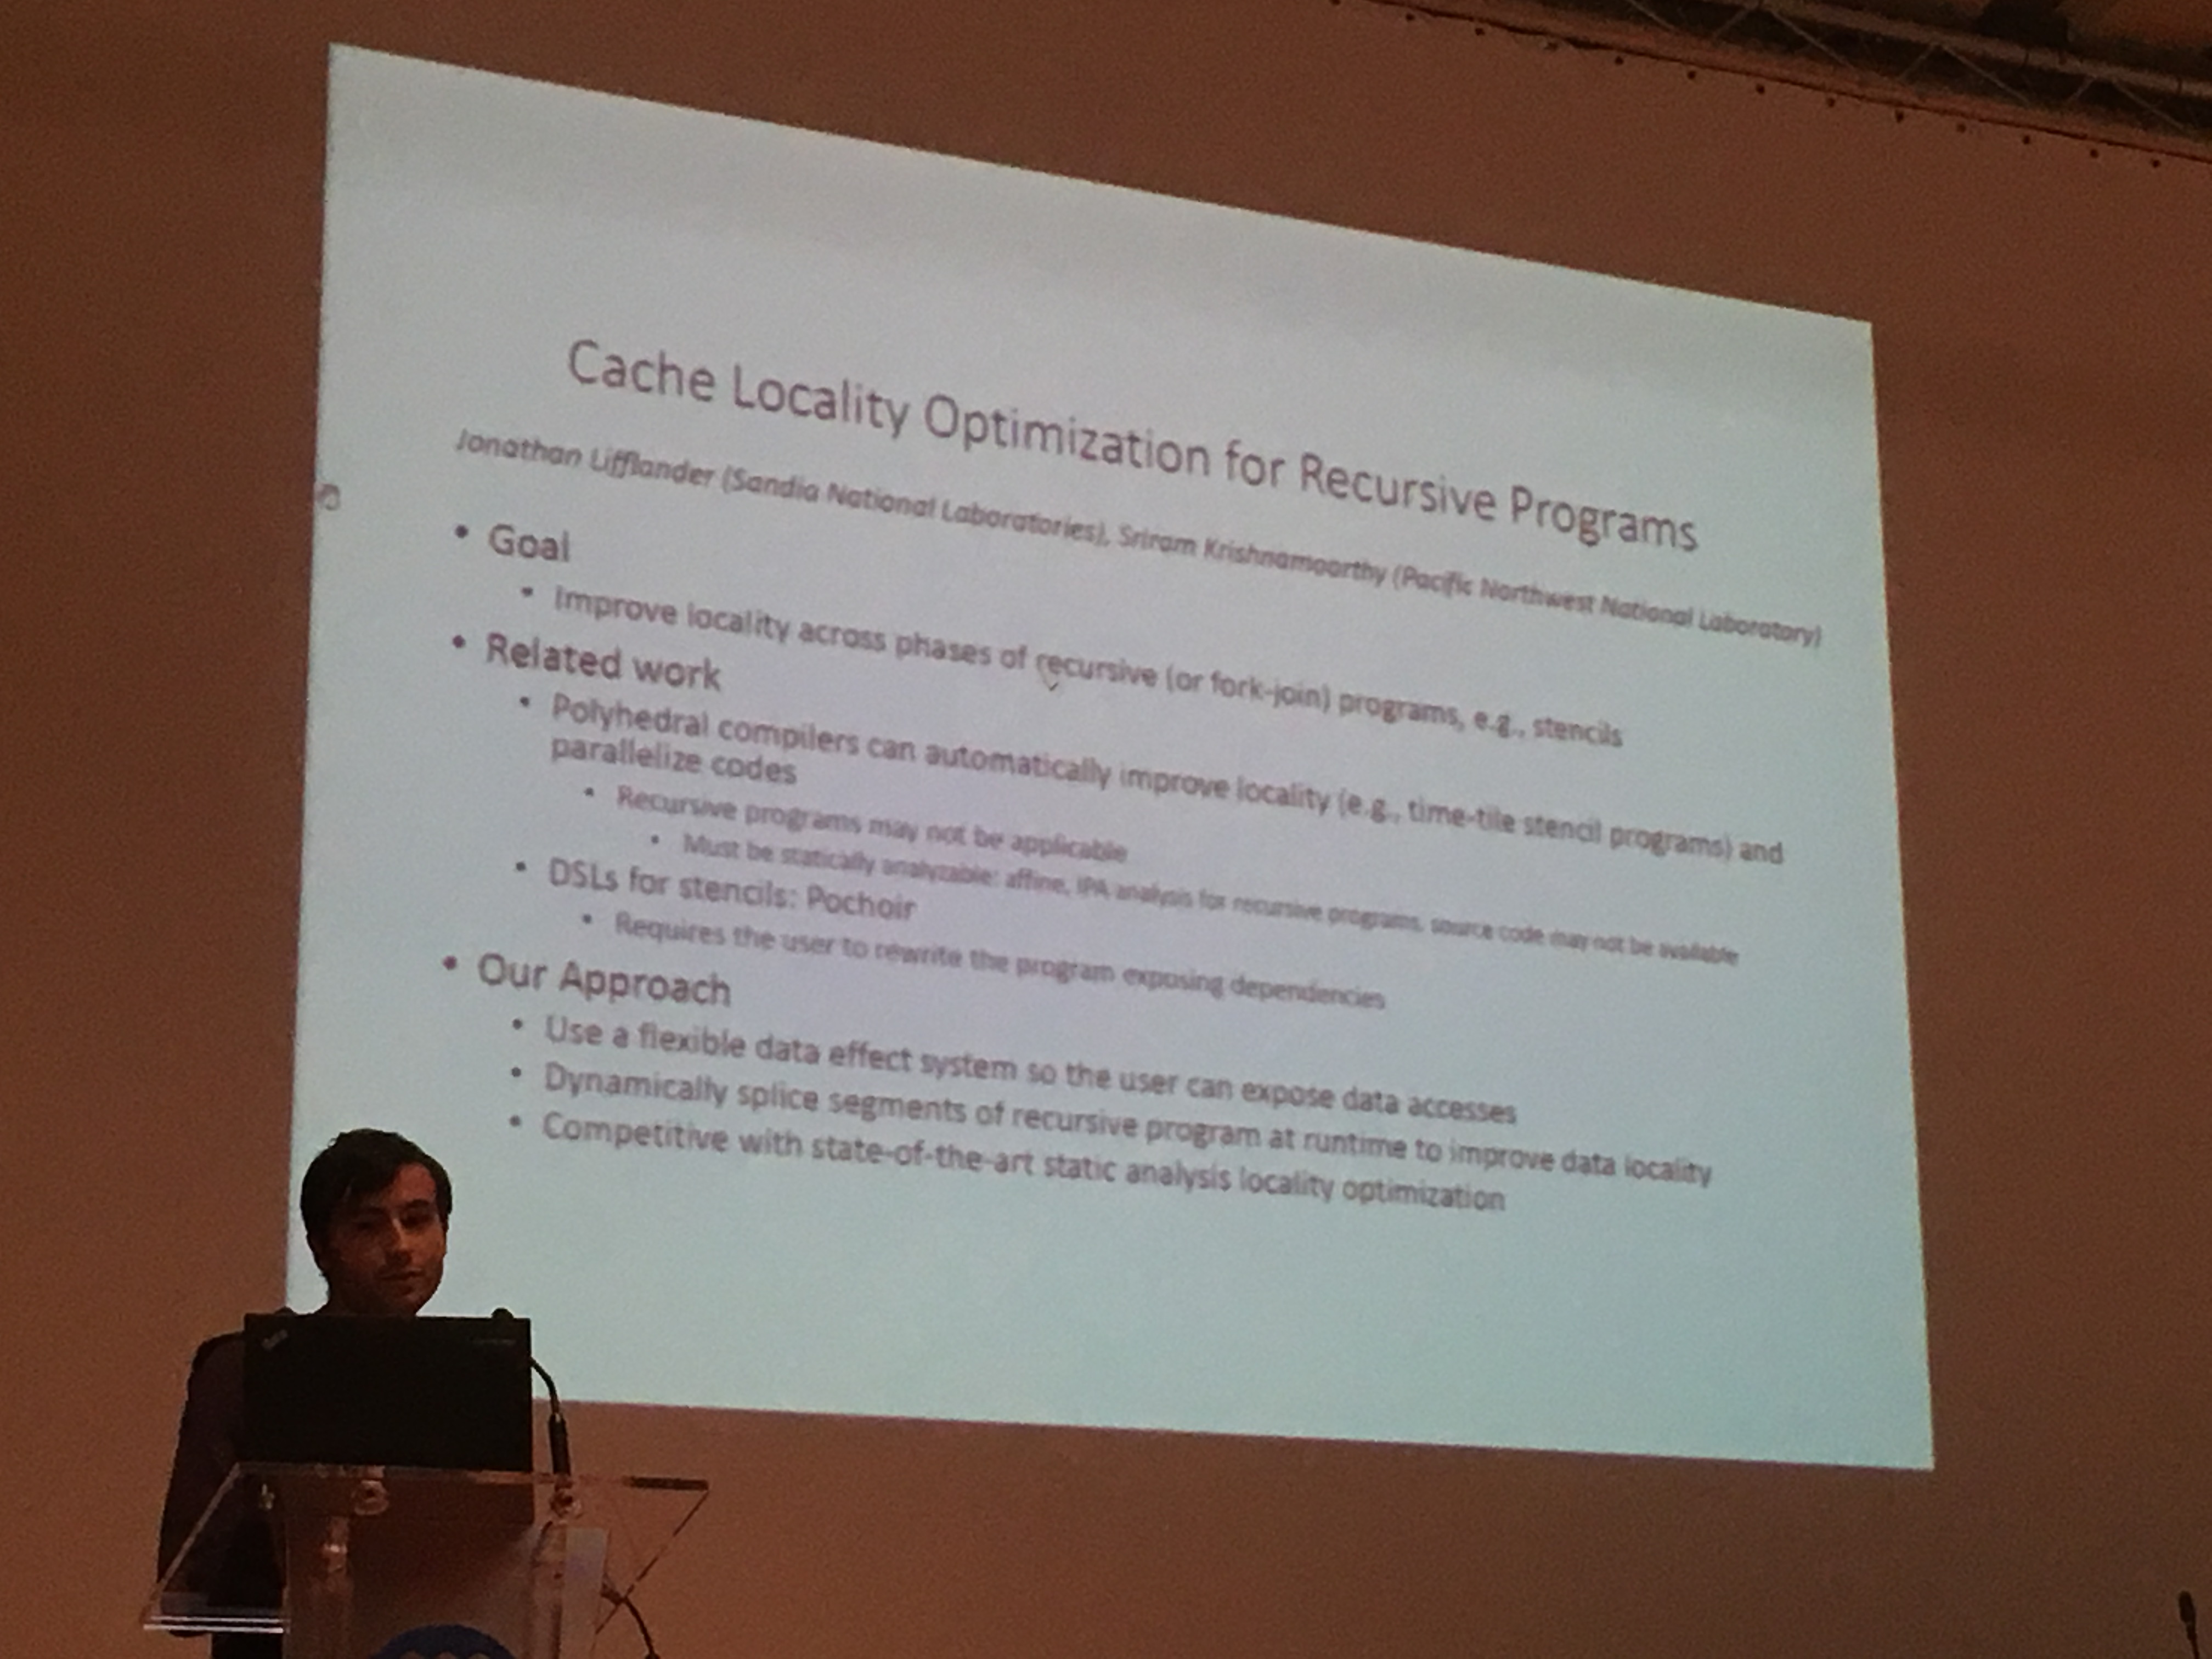 Cache Locality Optimization for Recursive Programs
Jonathan Lifflander (Sandia National Laboratories), Sriram Krishnamoorthy (Pacific Northwest National Laboratory)
• Goal
• Improve locality across phases of recursive (or fork-join) programs, e.g., stencils
• Related work
• Polyhedral compilers can automatically improve locality (e.g., time-tile stencil programs) and
parallelize codes
• Recursive programs may not be applicable
• Must be statically analyzable: affine, IPA analysis for recursive programs, source code may not be available
• DSLs for stencils: Pochoir
• Requires the user to rewrite the program exposing dependencies
• Our Approach
• Use a flexible data effect system so the user can expose data accesses
• Dynamically splice segments of recursive program at runtime to improve data locality
• Competitive with state-of-the-art static analysis locality optimization